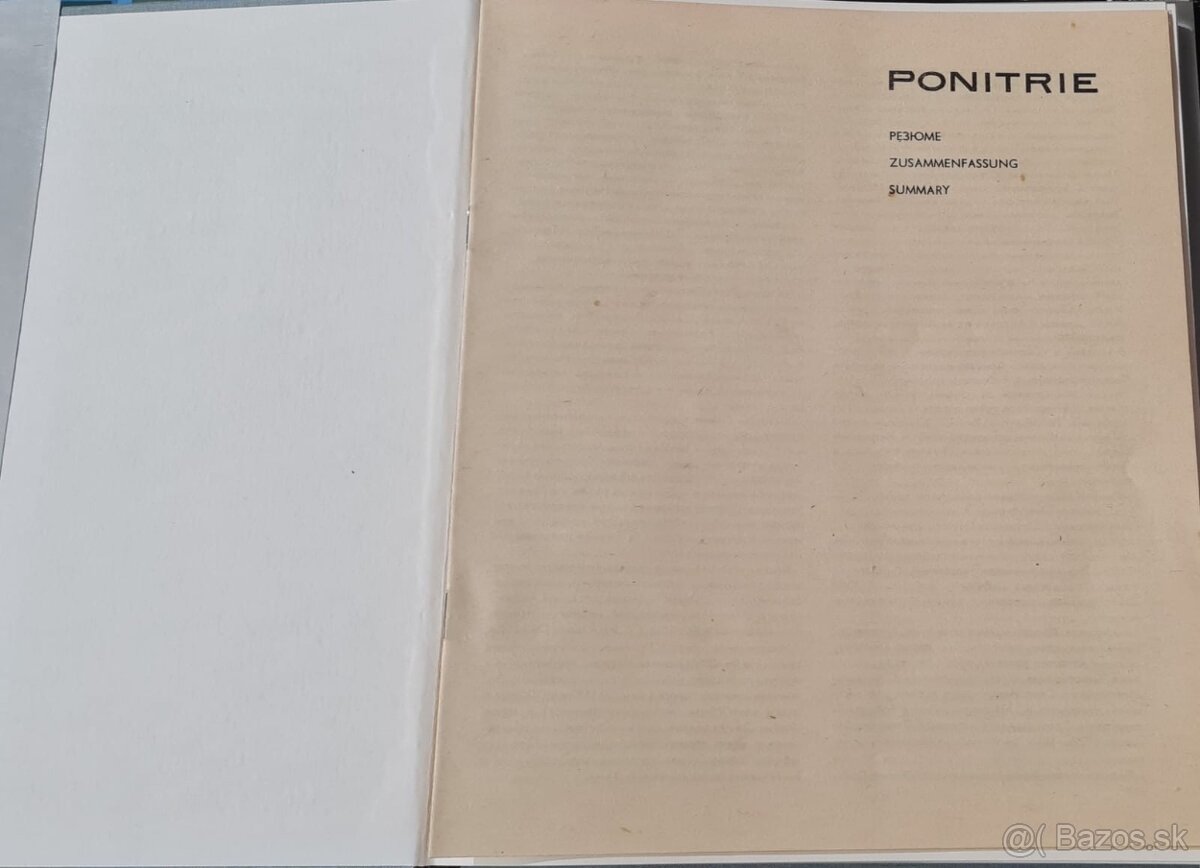 PONITRIE
РЕЗЮМЕ
ZUSAMMENFASSUNG
SUMMARY
@( Bazos.sk